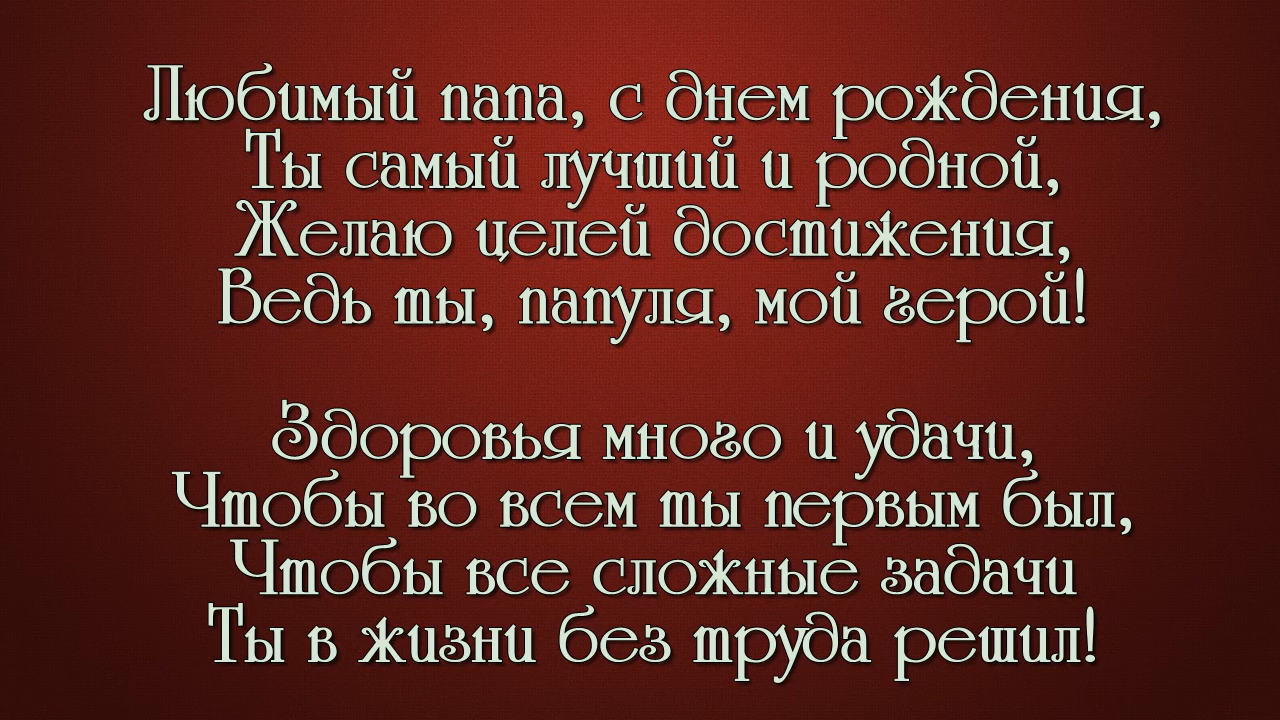 Любимый папа, с днем рождения,
Ты самый лучший и родной,
Желаю целей достижения,
Ведь ты, папуля, мой герой!
Здоровья много и удачи,
Чтобы во всем ты первым был,
Чтобы все сложные задачи
Ты в жизни без труда решил!